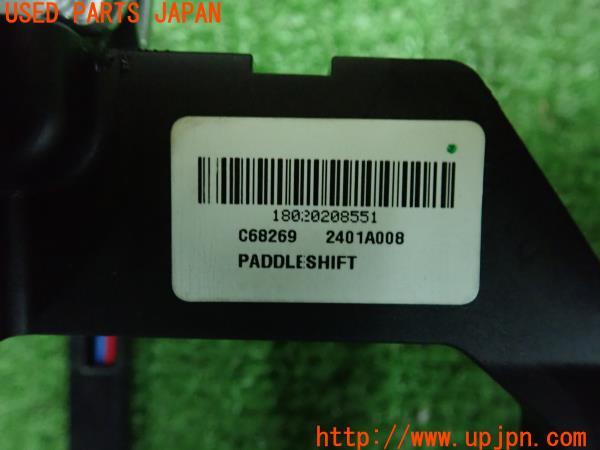 USED PARTS JAPAN
18020208551
C68269 2401A008
PADDLESHIFT
http://www.upjpn.com/